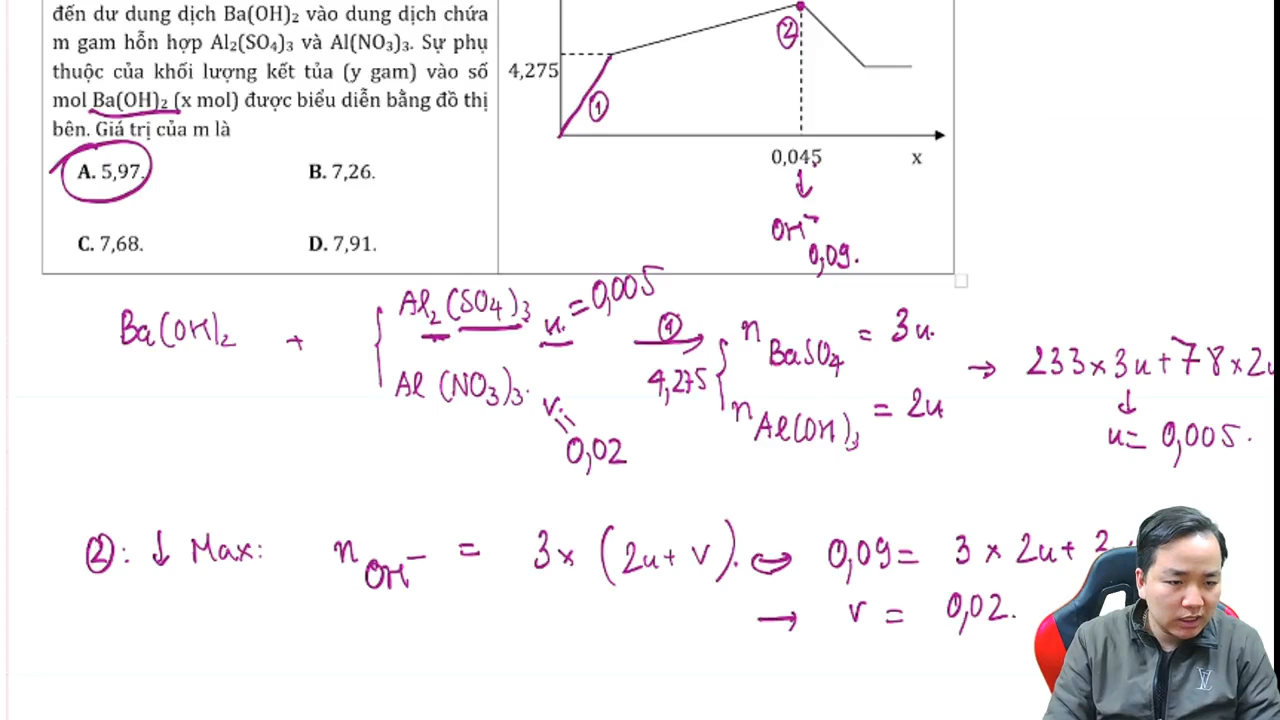 đến dư dung dịch Ba(OH)₂ vào dung dịch chứa
m gam hỗn hợp Al₂(SO₄)₃ và Al(NO₃)₃. Sự phụ
thuộc của khối lượng kết tủa (y gam) vào số
mol Ba(OH)₂ (x mol) được biểu diễn bằng đồ thị
bên. Giá trị của m là
A. 5,97.
B. 7,26.
C. 7,68.
D. 7,91.
4,275
①
②
0,045
x
↓
OH⁻
0,09.
Ba(OH)₂ + { Al₂(SO₄)₃ u = 0,005
Al(NO₃)₃. v = 0,02
① → 4,275
n BaSO₄ = 3u.
n Al(OH)₃ = 2u
→ 233 × 3u + 78 × 2u
↓
u = 0,005.
②: ↓ Max: n OH⁻ = 3 × (2u + v). ⇔ 0,09 = 3 × 2u +
→ v = 0,02.